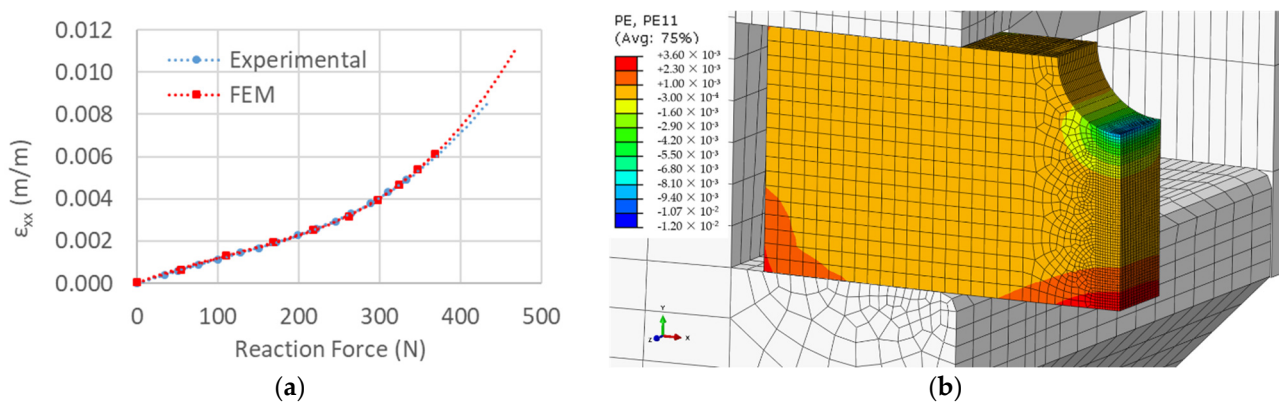 0.012
0.010
0.008
0.006
0.004
0.002
0.000
εxx (m/m)
Experimental
FEM
0 100 200 300 400 500
Reaction Force (N)
(a)
PE, PE11
(Avg: 75%)
+3.60 × 10⁻³
+2.30 × 10⁻³
+1.00 × 10⁻³
-3.00 × 10⁻⁴
-1.60 × 10⁻³
-2.90 × 10⁻³
-4.20 × 10⁻³
-5.50 × 10⁻³
-6.80 × 10⁻³
-8.10 × 10⁻³
-9.40 × 10⁻³
-1.07 × 10⁻²
-1.20 × 10⁻²
Y
Z X
(b)